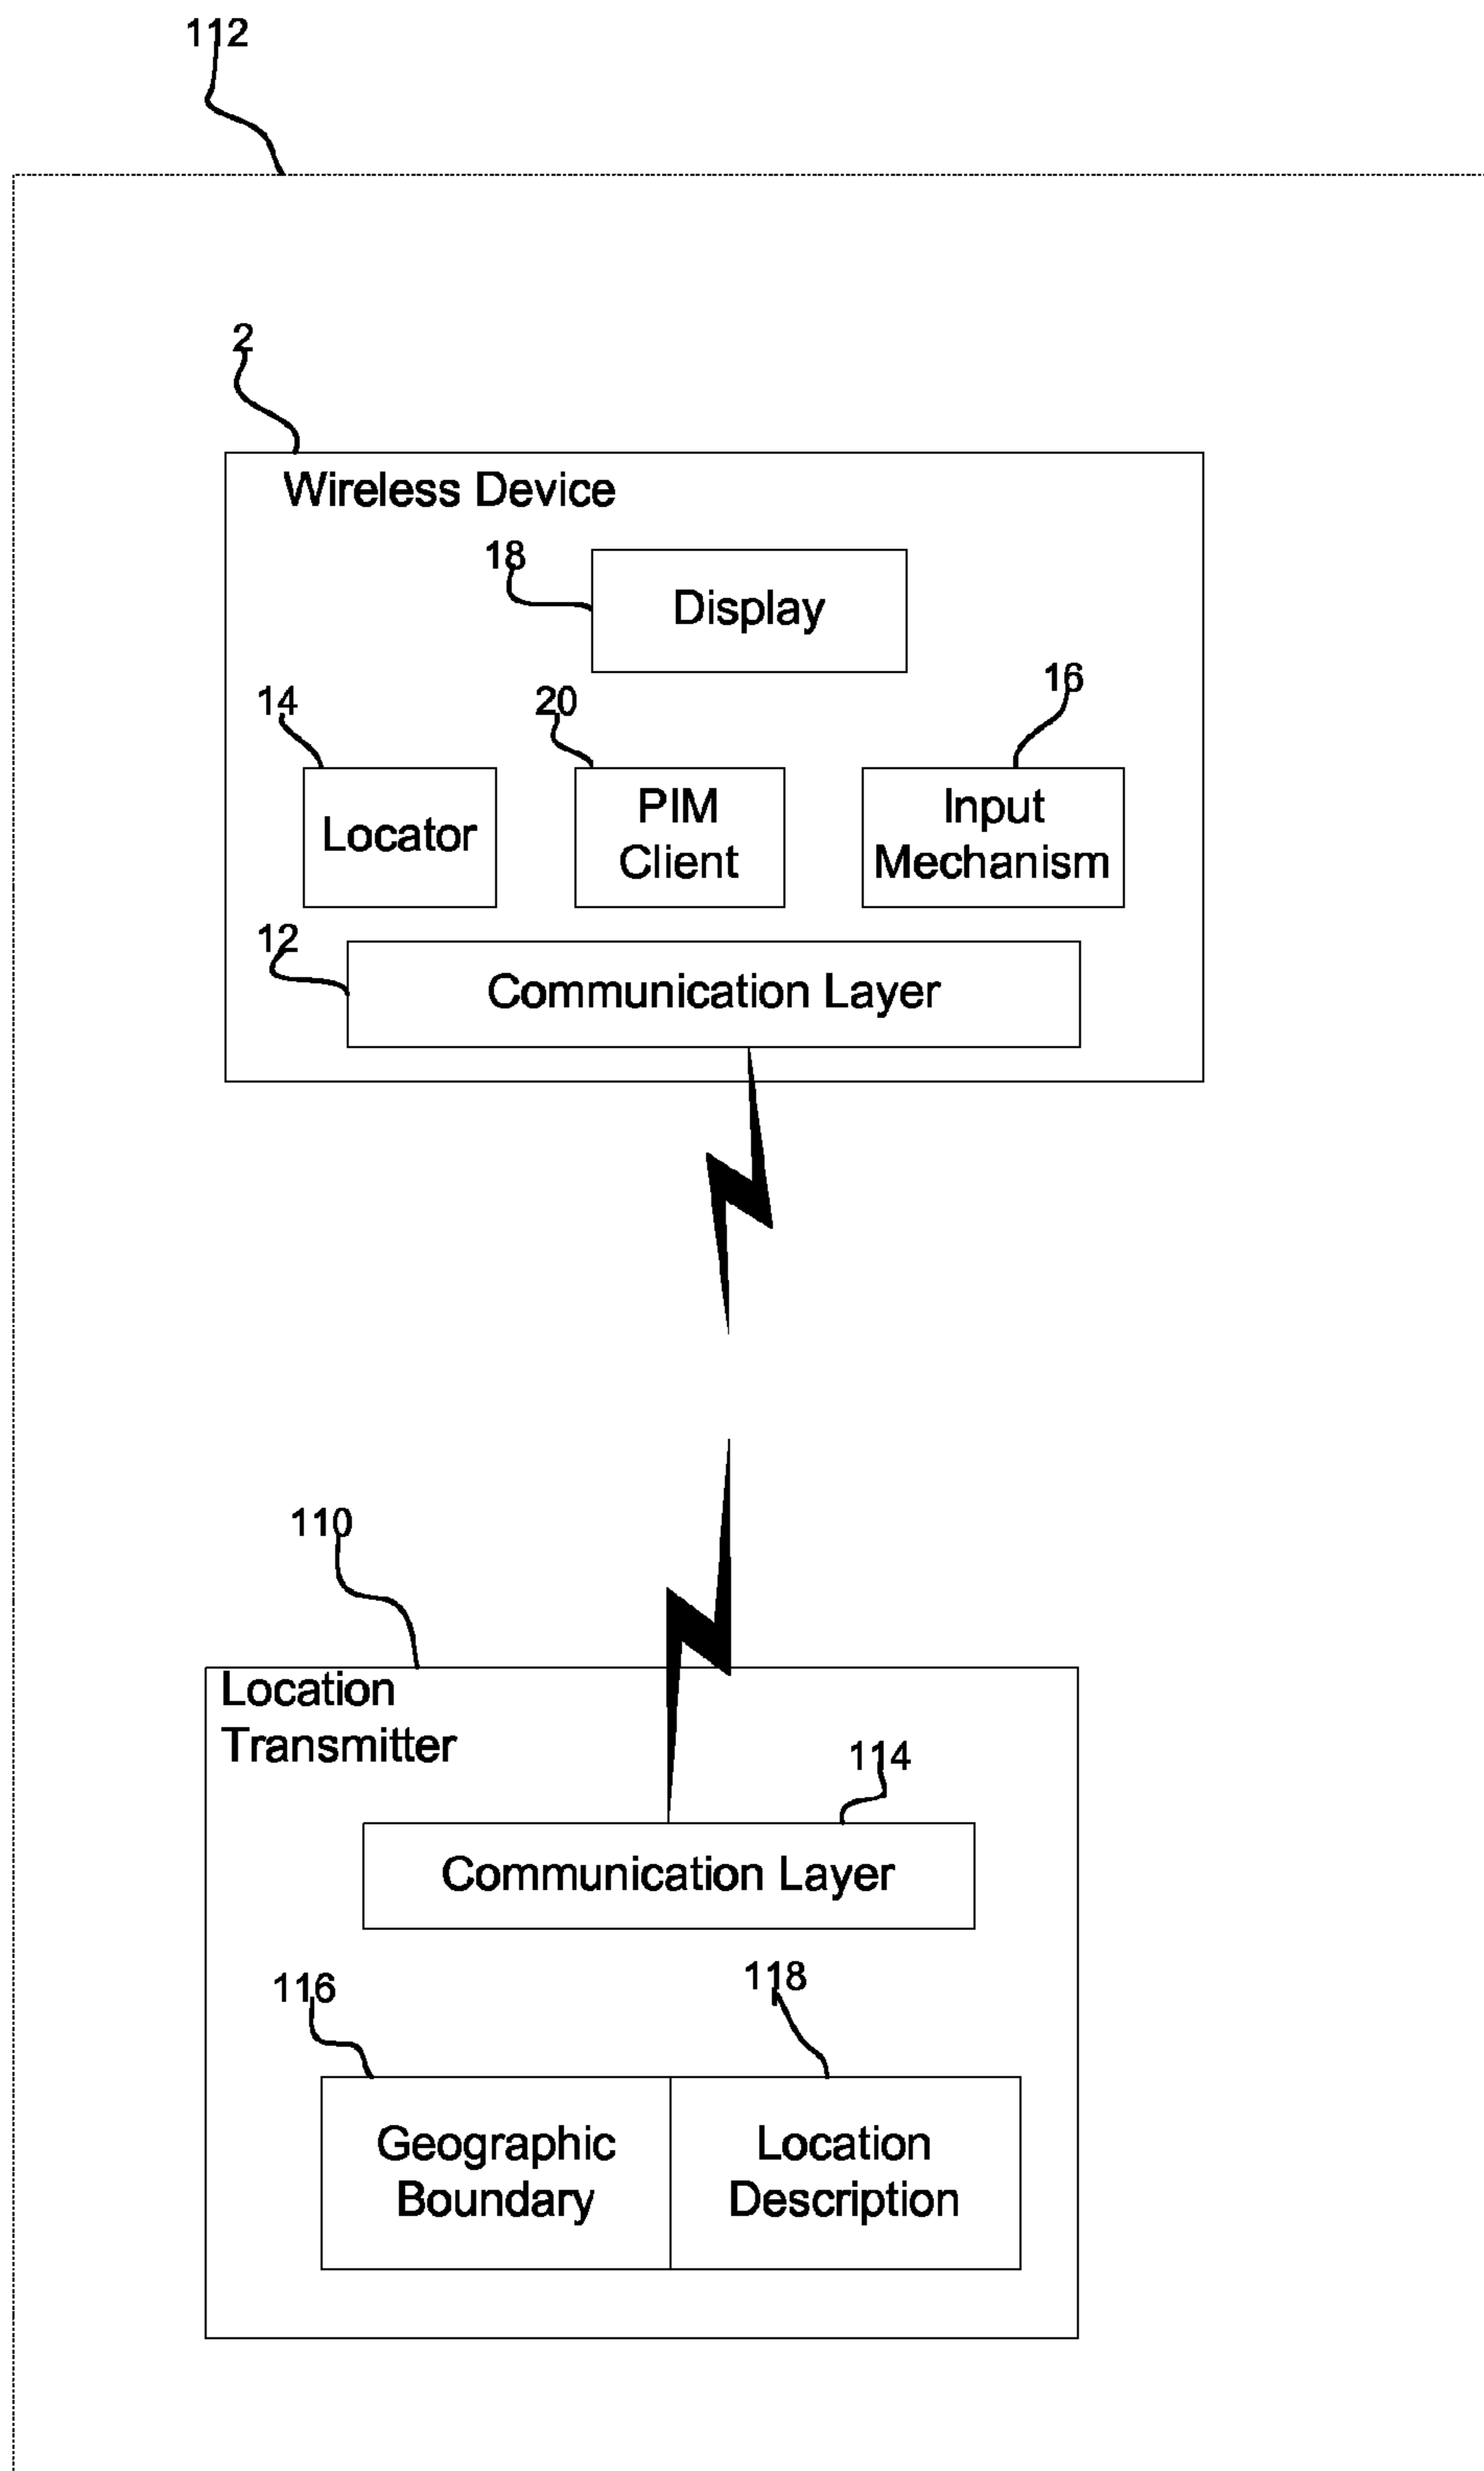 112
2
Wireless Device
18
Display
14
20
16
Locator
PIM
Client
Input
Mechanism
12
Communication Layer
110
Location
Transmitter
114
Communication Layer
116
118
Geographic
Boundary
Location
Description